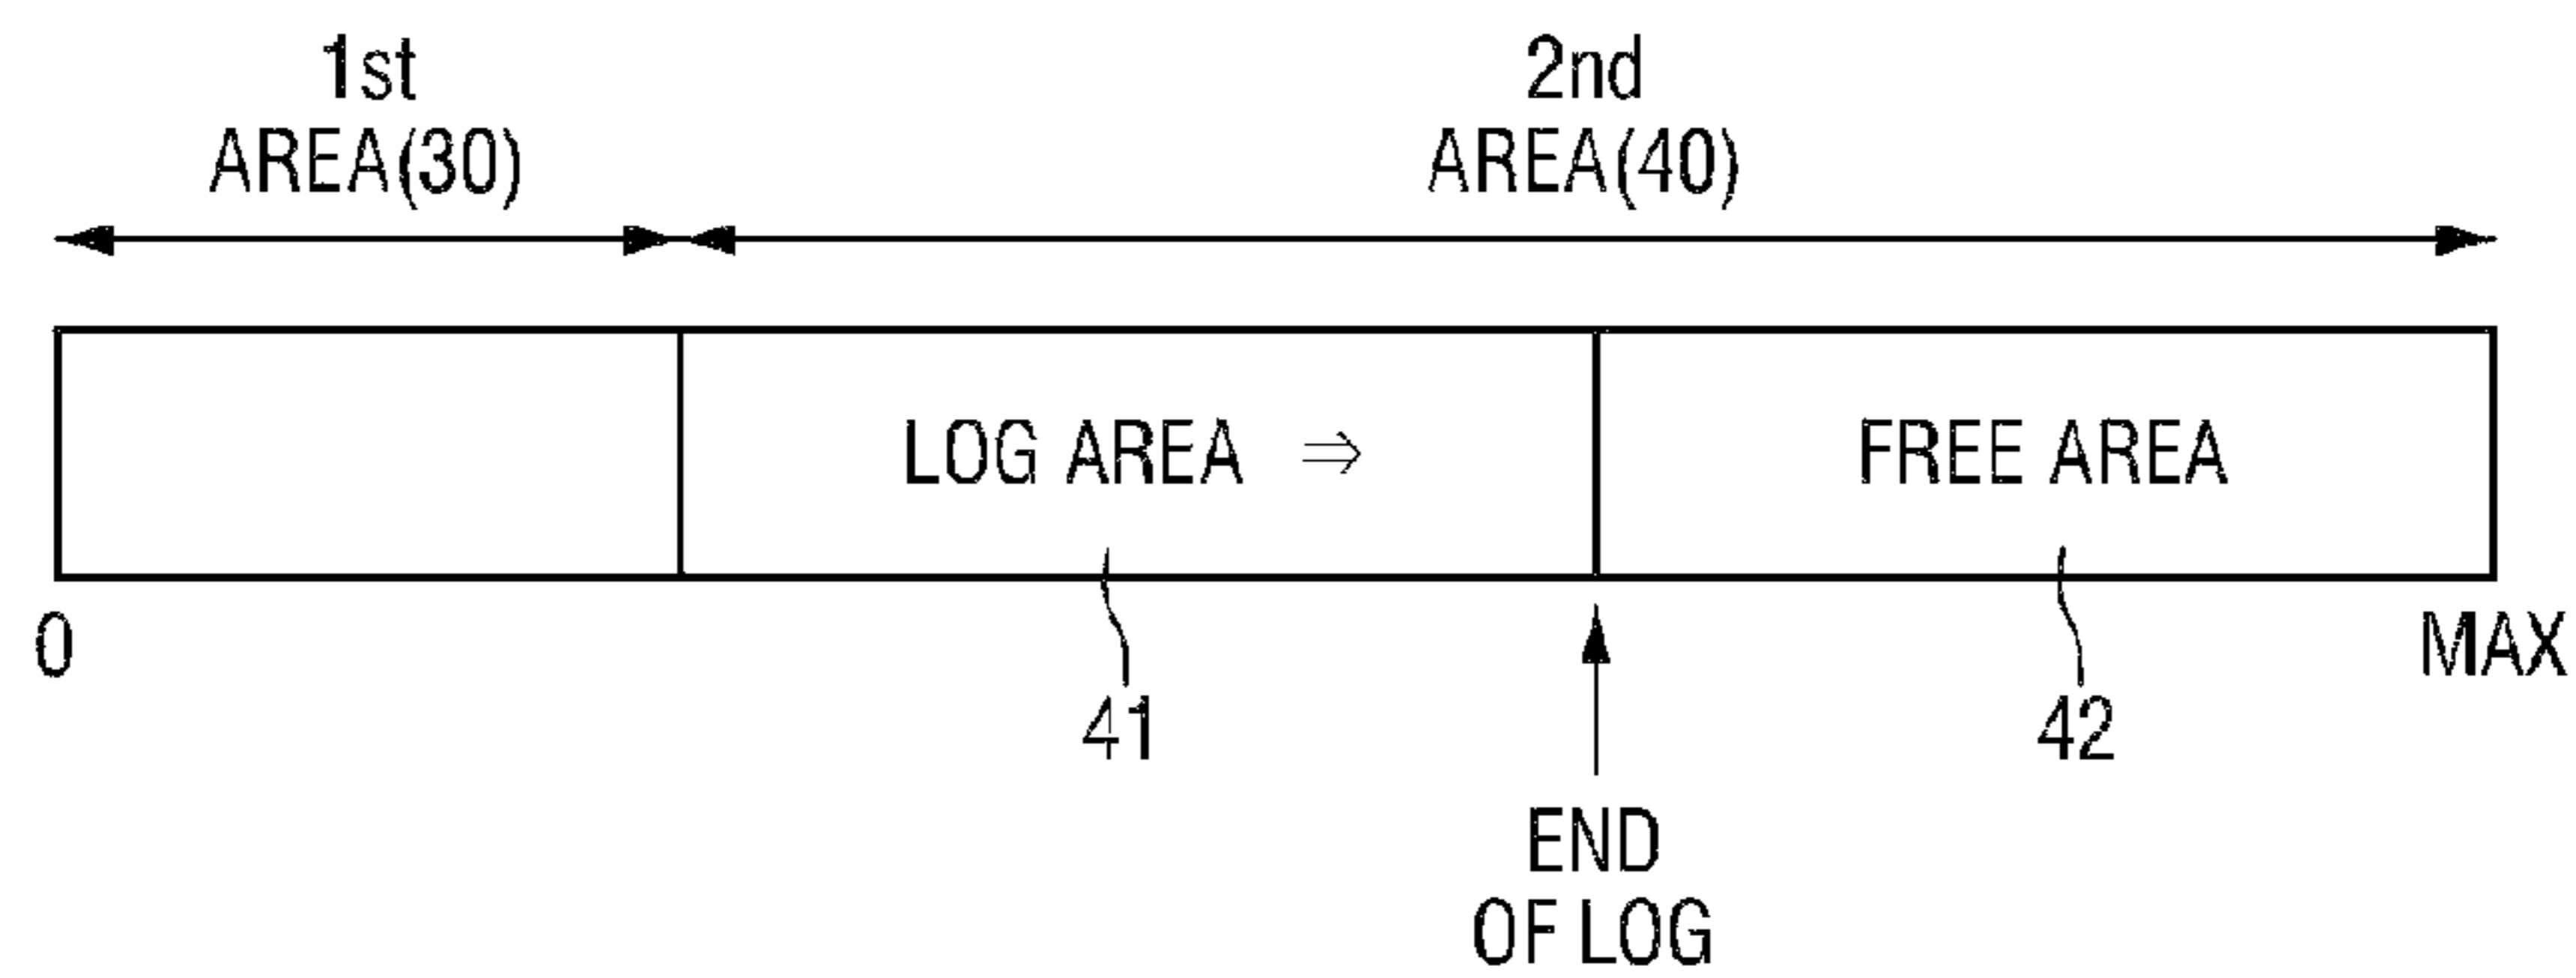 1st
AREA(30)
2nd
AREA(40)
LOG AREA ⇒
FREE AREA
0
MAX
41
42
END
OF LOG